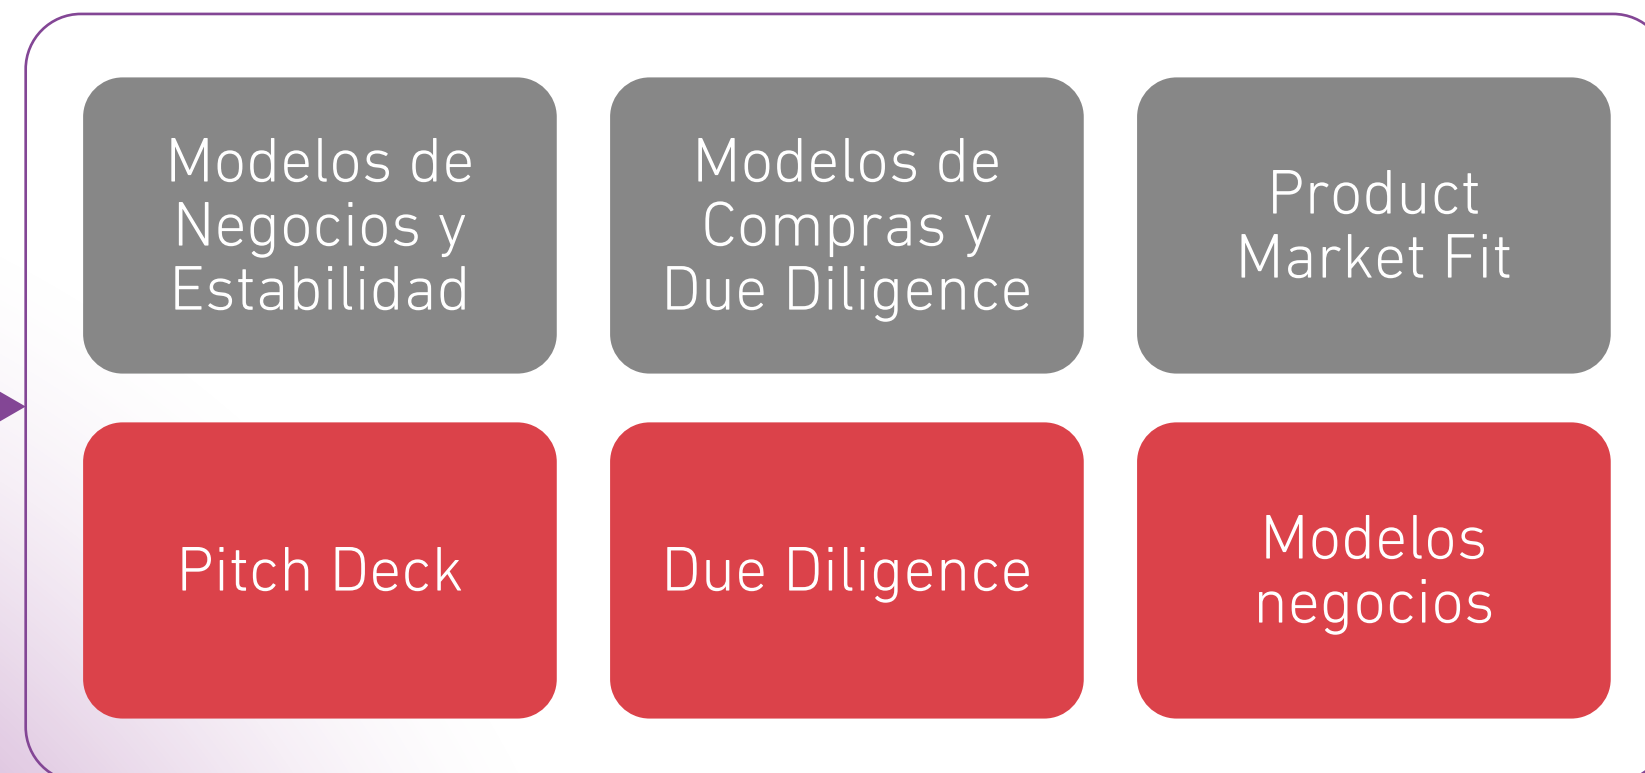 Modelos de
Negocios y
Estabilidad
Modelos de
Compras y
Due Diligence
Product
Market Fit
Pitch Deck
Due Diligence
Modelos
negocios